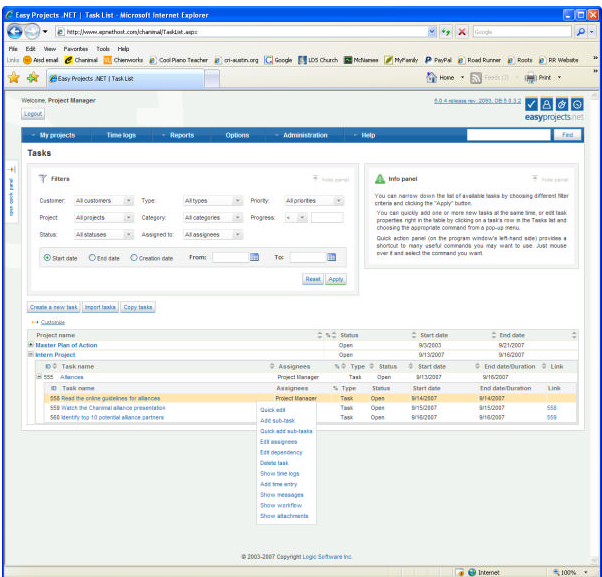 Easy Projects .NET | Task List - Microsoft Internet Explorer
http://www.apnethost.com/chanimal/TaskList.aspx
Google
File Edit View Favorites Tools Help
Links Aisd email Chanimal Chienworks Cool Piano Teacher cri-austin.org Google LDS Church McNamee MyFamily PayPal Road Runner Roots RR Website
Easy Projects .NET | Task List
Home Feeds (J) Print
Welcome, Project Manager
Logout
5.0.4 release rev. 2093, DB 5.0.3.2
easyprojects.net
My projects Time logs Reports Options Administration Help Find
Tasks
open quick panel
Filters Hide panel
Customer: All customers Type: All types Priority: All priorities
Project: All projects Category: All categories Progress: <
Status: All statuses Assigned to: All assignees
Start date End date Creation date From: To:
Reset Apply
Info panel Hide panel
You can narrow down the list of available tasks by choosing different filter
criteria and clicking the "Apply" button.
You can quickly add one or more new tasks at the same time, or edit task
properties right in the table by clicking on a task's row in the Tasks list and
choosing the appropriate command from a pop-up menu.
Quick action panel (on the program window's left-hand side) provides a
shortcut to many useful commands you may want to use. Just mouse
over it and select the command you want.
Create a new task Import tasks Copy tasks
Customize
Project name % Status Start date End date
Master Plan of Action Open 9/3/2003 9/21/2007
Intern Project Open 9/13/2007 9/16/2007
ID Task name Assignees % Type Status Start date End date/Duration Link
555 Alliances Project Manager Task Open 9/13/2007 9/16/2007
ID Task name Assignees % Type Status Start date End date/Duration Link
558 Read the online guidelines for alliances Project Manager Task Open 9/14/2007 9/14/2007
559 Watch the Chanimal alliance presentation Task Open 9/15/2007 9/15/2007 558
560 Identify top 10 potential alliance partners Task Open 9/16/2007 9/16/2007 559
Quick edit
Add sub-task
Quick add sub-tasks
Edit assignees
Edit dependency
Delete task
Show time logs
Add time entry
Show messages
Show workflow
Show attachments
© 2003-2007 Copyright Logic Software Inc.
Internet 100%